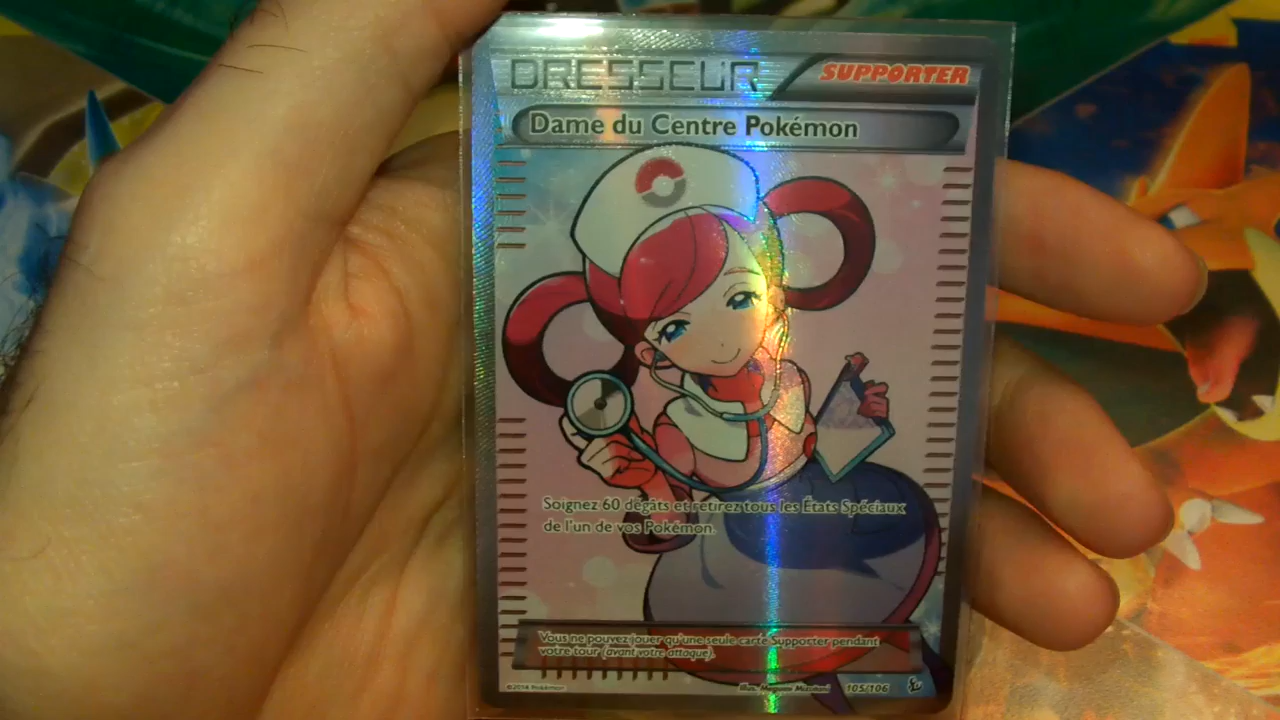 DRESSEUR
SUPPORTER
Dame du Centre Pokémon
Soignez 60 dégâts et retirez tous les États Spéciaux
de l'un de vos Pokémon.
Vous ne pouvez jouer qu'une seule carte Supporter pendant
votre tour (avant votre attaque).
©2014 Pokémon
Illus. Megumi Mizutani
105/106